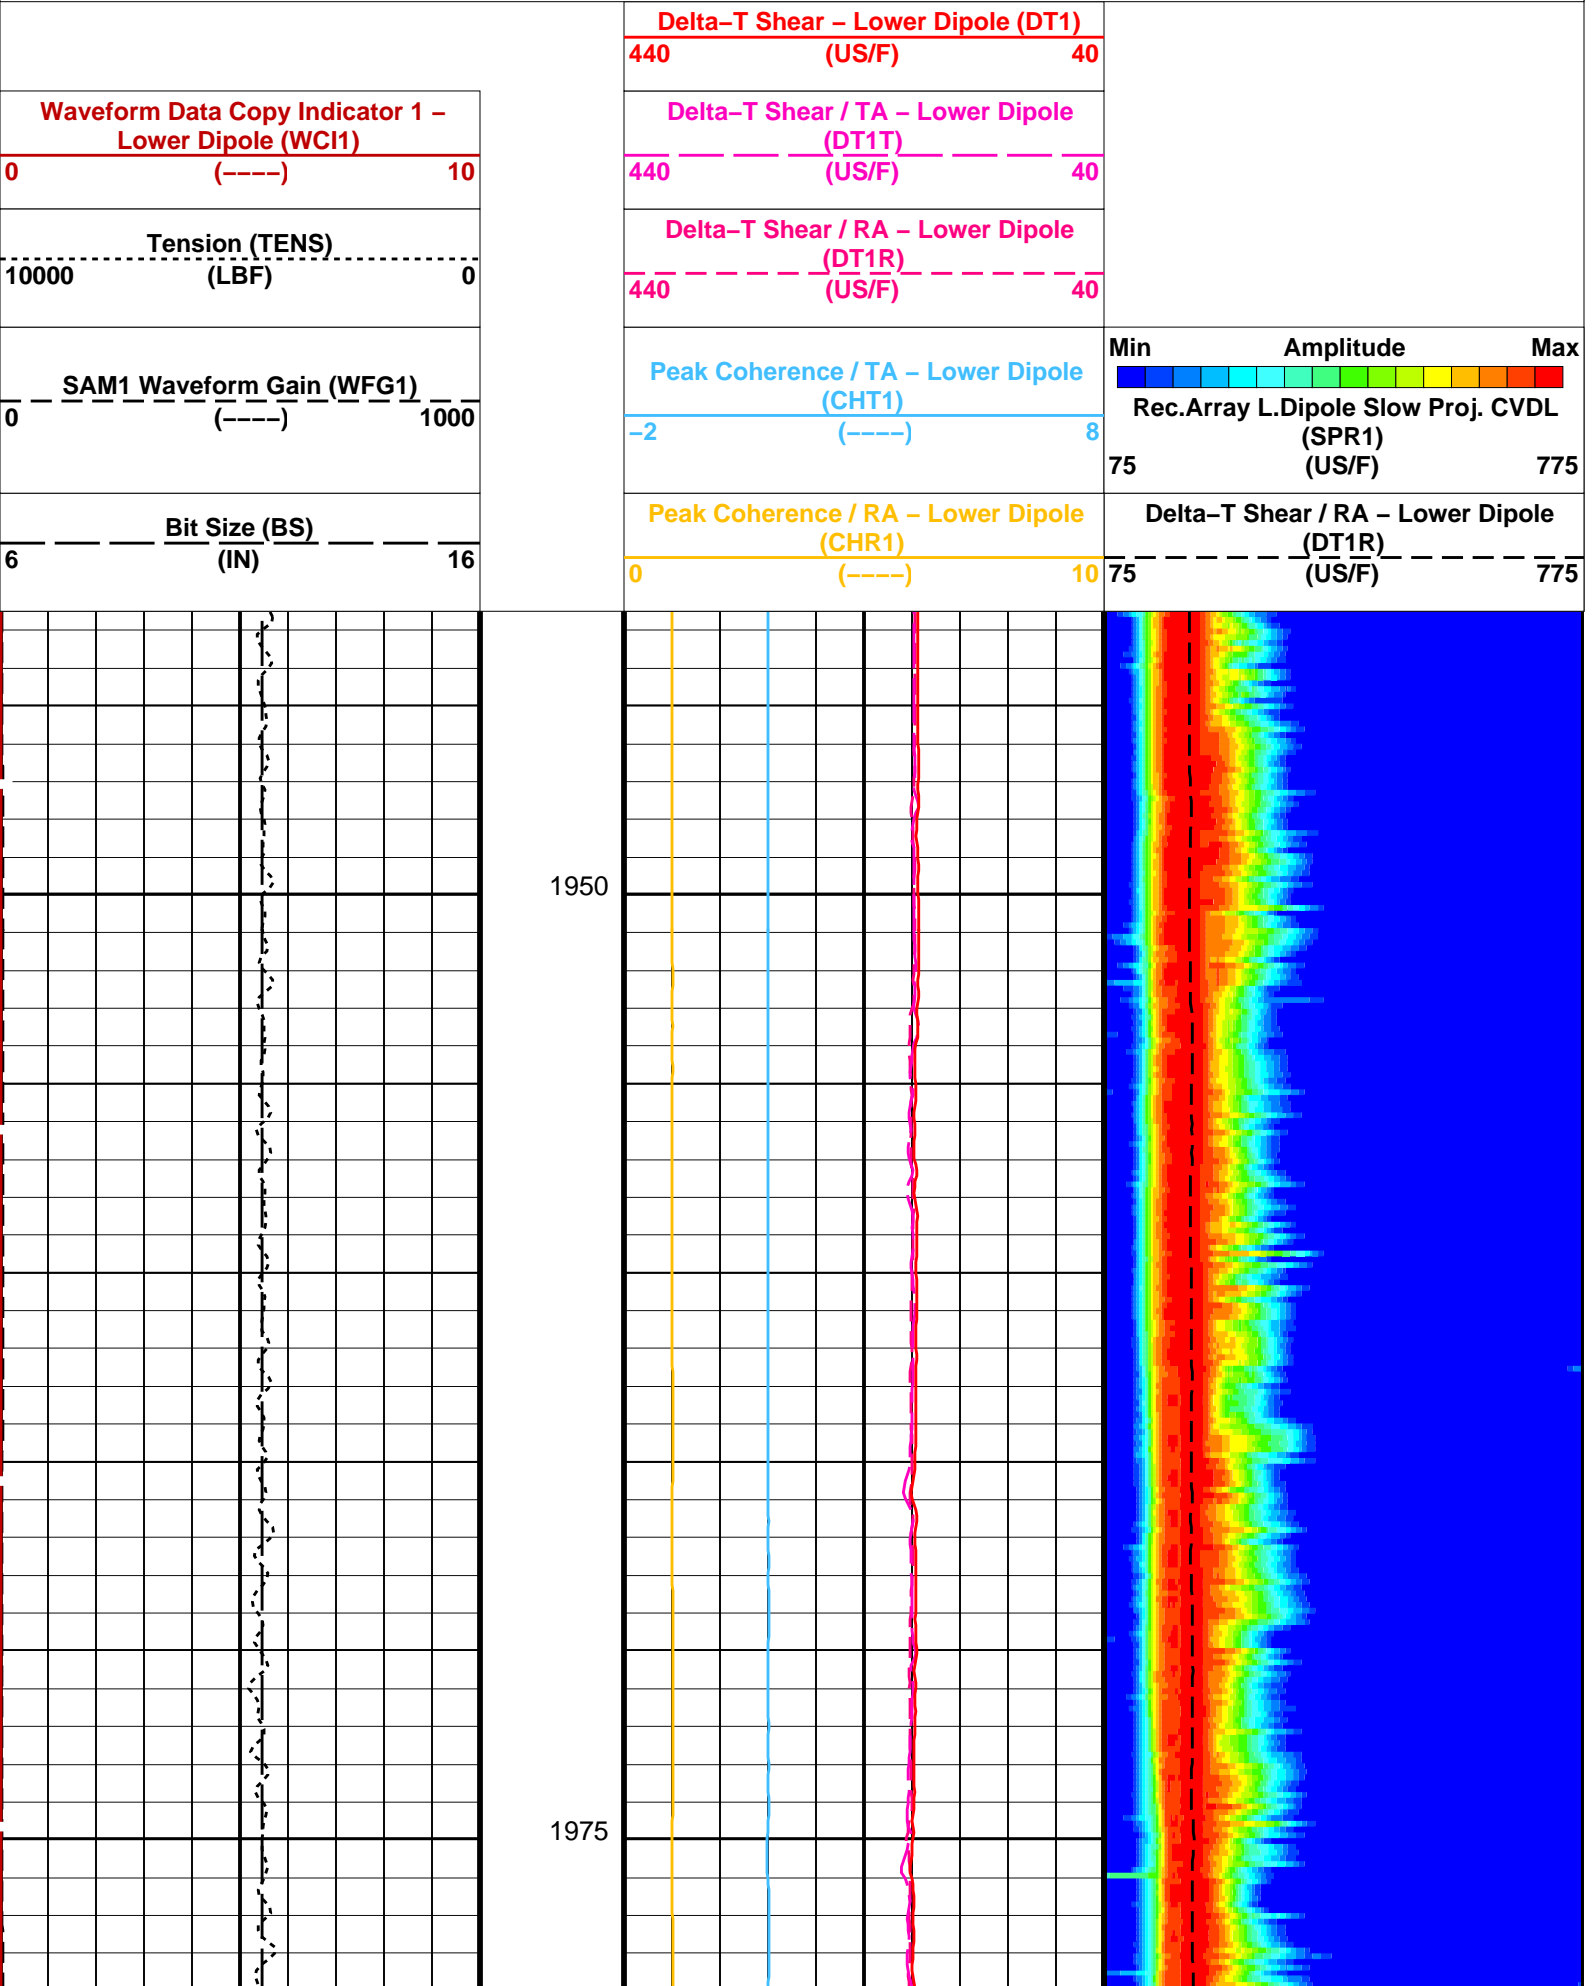 Delta–T Shear – Lower Dipole (DT1)
440 (US/F) 40
Waveform Data Copy Indicator 1 –
Lower Dipole (WCI1)
0 (––––) 10
Delta–T Shear / TA – Lower Dipole
(DT1T)
440 (US/F) 40
Tension (TENS)
10000 (LBF) 0
Delta–T Shear / RA – Lower Dipole
(DT1R)
440 (US/F) 40
SAM1 Waveform Gain (WFG1)
0 (––––) 1000
Peak Coherence / TA – Lower Dipole
(CHT1)
–2 (––––) 8
Min Amplitude Max
Rec.Array L.Dipole Slow Proj. CVDL
(SPR1)
75 (US/F) 775
Bit Size (BS)
6 (IN) 16
Peak Coherence / RA – Lower Dipole
(CHR1)
0 (––––) 10
Delta–T Shear / RA – Lower Dipole
(DT1R)
75 (US/F) 775
1950
1975